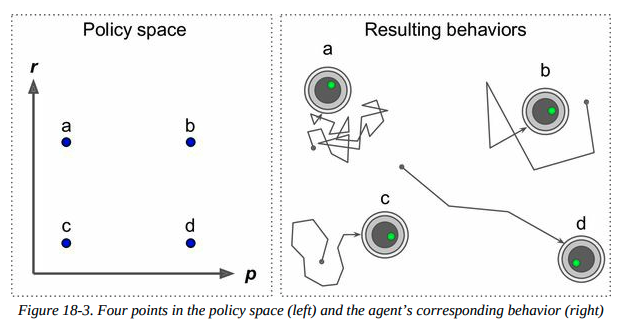 Policy space
r
a
b
c
d
p
Resulting behaviors
a
b
c
d
Figure 18-3. Four points in the policy space (left) and the agent's corresponding behavior (right)